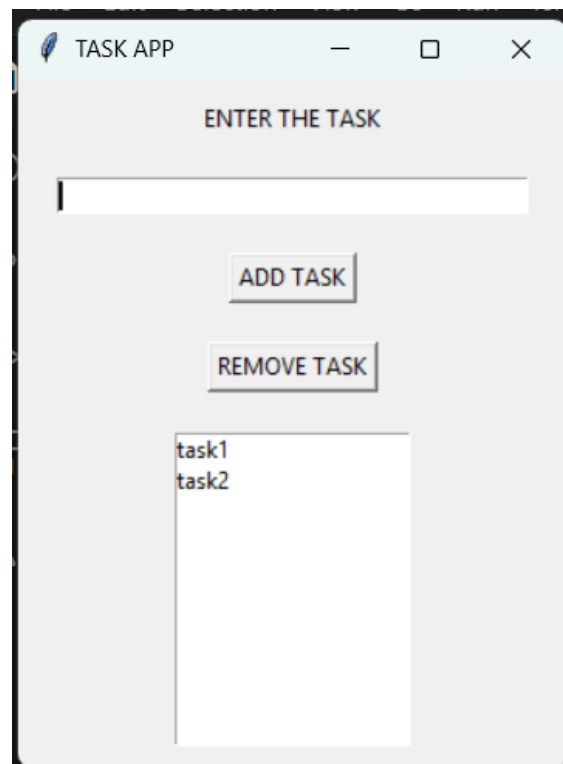 TASK APP
ENTER THE TASK
ADD TASK
REMOVE TASK
task1
task2